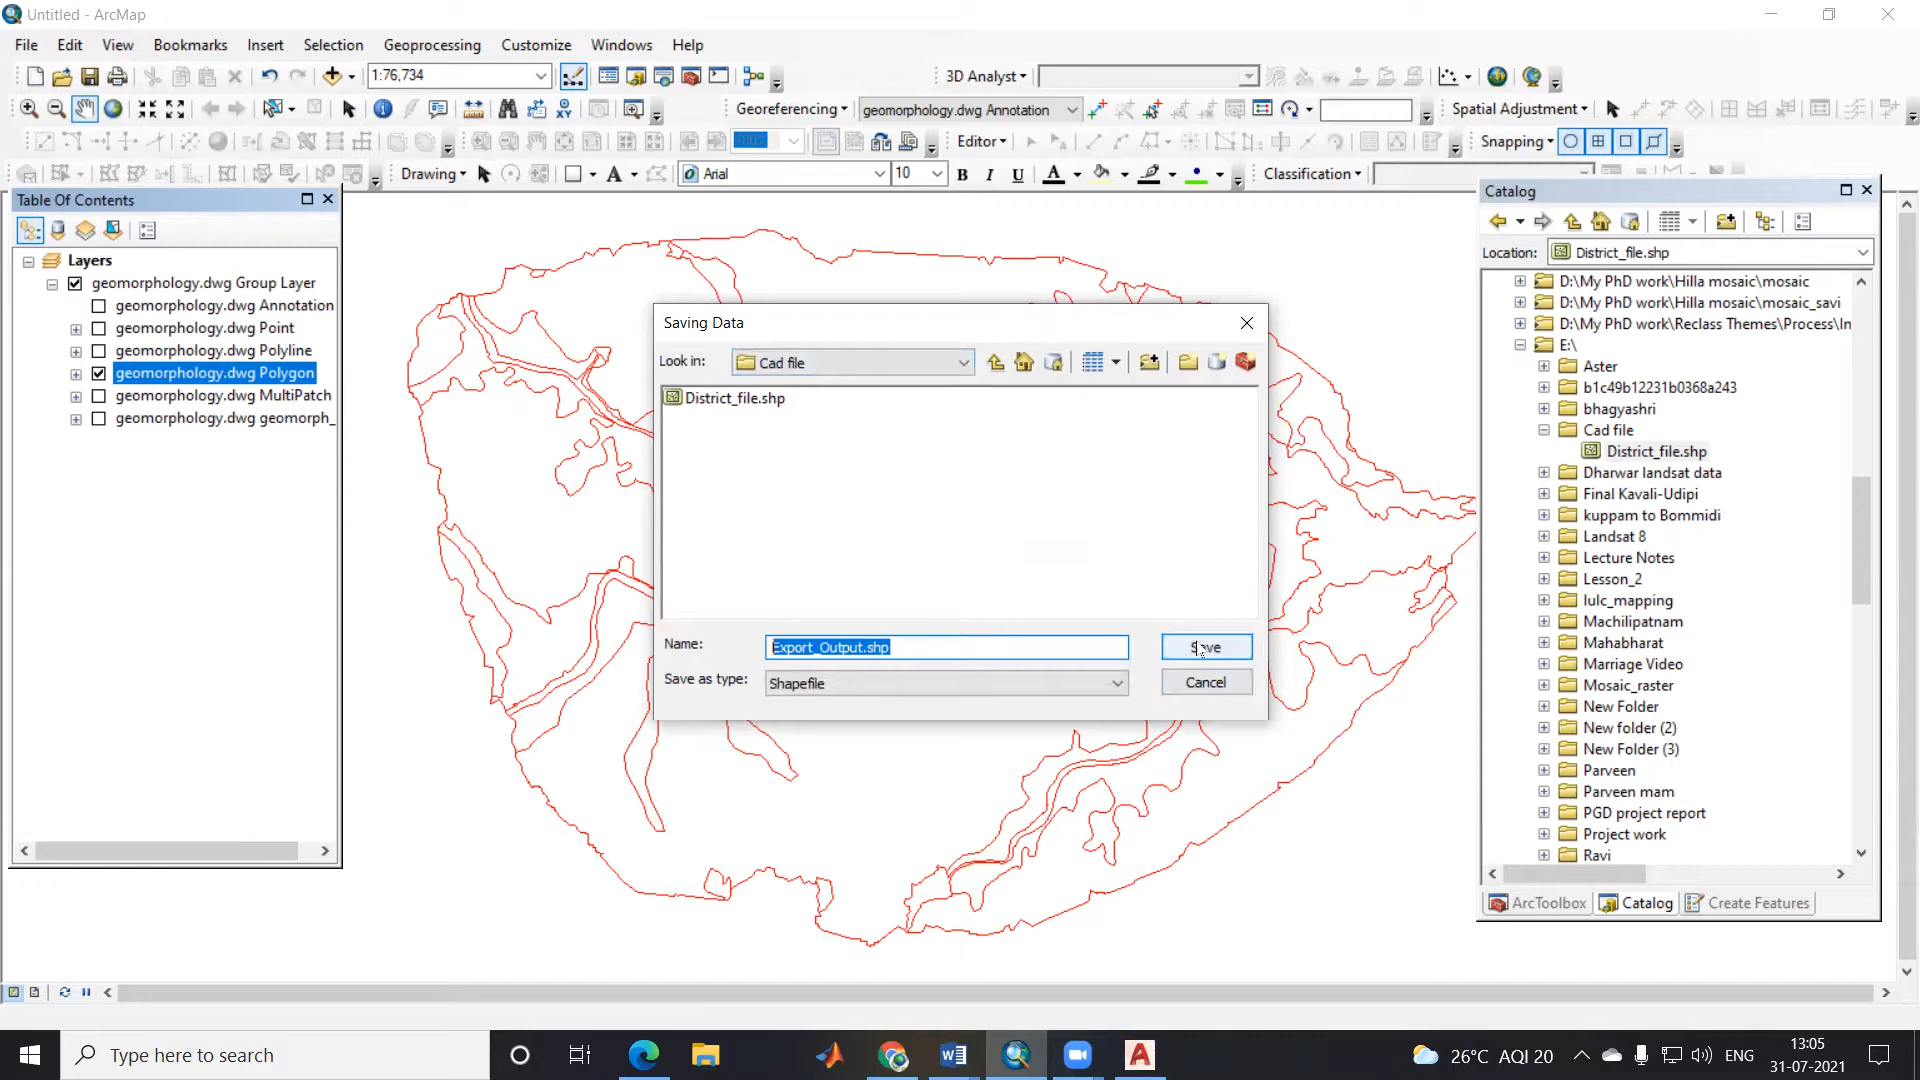 Untitled - ArcMap
File Edit View Bookmarks Insert Selection Geoprocessing Customize Windows Help
1:76,734
3D Analyst
Georeferencing
geomorphology.dwg Annotation
Spatial Adjustment
Editor
Snapping
Drawing
Arial
10
B I U A
Classification
Table Of Contents
Layers
geomorphology.dwg Group Layer
geomorphology.dwg Annotation
geomorphology.dwg Point
geomorphology.dwg Polyline
geomorphology.dwg Polygon
geomorphology.dwg MultiPatch
geomorphology.dwg geomorph_
Saving Data
Look in:
Cad file
District_file.shp
Name:
Export_Output.shp
Save
Save as type:
Shapefile
Cancel
Catalog
Location:
District_file.shp
D:\My PhD work\Hilla mosaic\mosaic
D:\My PhD work\Hilla mosaic\mosaic_savi
D:\My PhD work\Reclass Themes\Process\In
E:\
Aster
b1c49b12231b0368a243
bhagyashri
Cad file
District_file.shp
Dharwar landsat data
Final Kavali-Udipi
kuppam to Bommidi
Landsat 8
Lecture Notes
Lesson_2
lulc_mapping
Machilipatnam
Mahabharat
Marriage Video
Mosaic_raster
New Folder
New folder (2)
New Folder (3)
Parveen
Parveen mam
PGD project report
Project work
Ravi
ArcToolbox
Catalog
Create Features
Type here to search
26°C AQI 20
ENG
13:05
31-07-2021